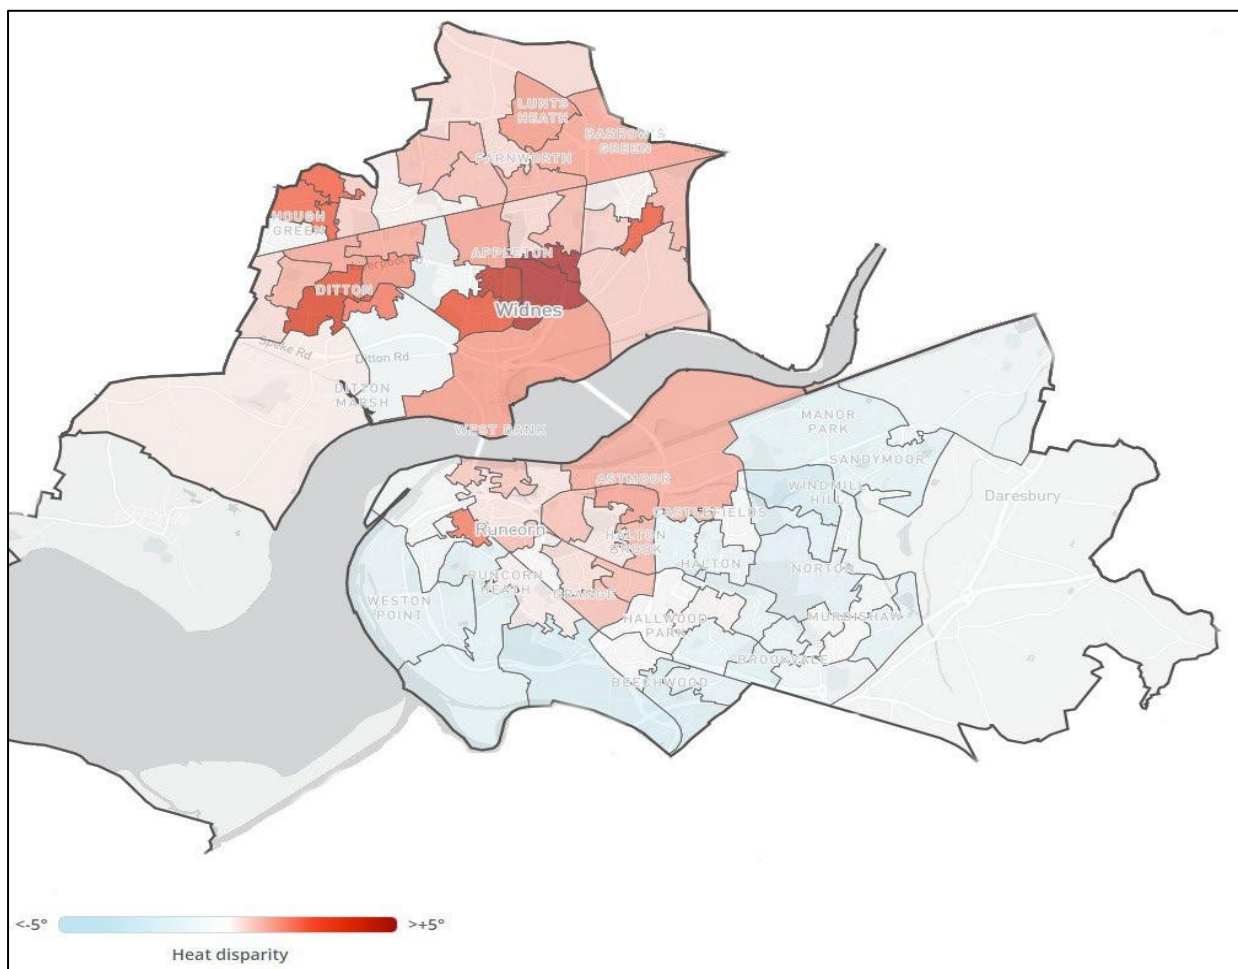 LUNTS
HEATH
BARROW'S
GREEN
FARNWORTH
HOUGH
GREEN
APPLETON
DITTON
Widnes
Speke Rd
Ditton Rd
DITTON
MARSH
WEST BANK
MANOR
PARK
SANDYMOOR
ASTMOOR
WINDMILL
HILL
Daresbury
CASTLEFIELDS
Runcorn
HALTON
BROOK
HALTON
NORTON
RUNCORN
HEATH
GRANGE
WESTON
POINT
HALLWOOD
PARK
MURDISHAW
BROOKVALE
BEECHWOOD
<-5°
>+5°
Heat disparity